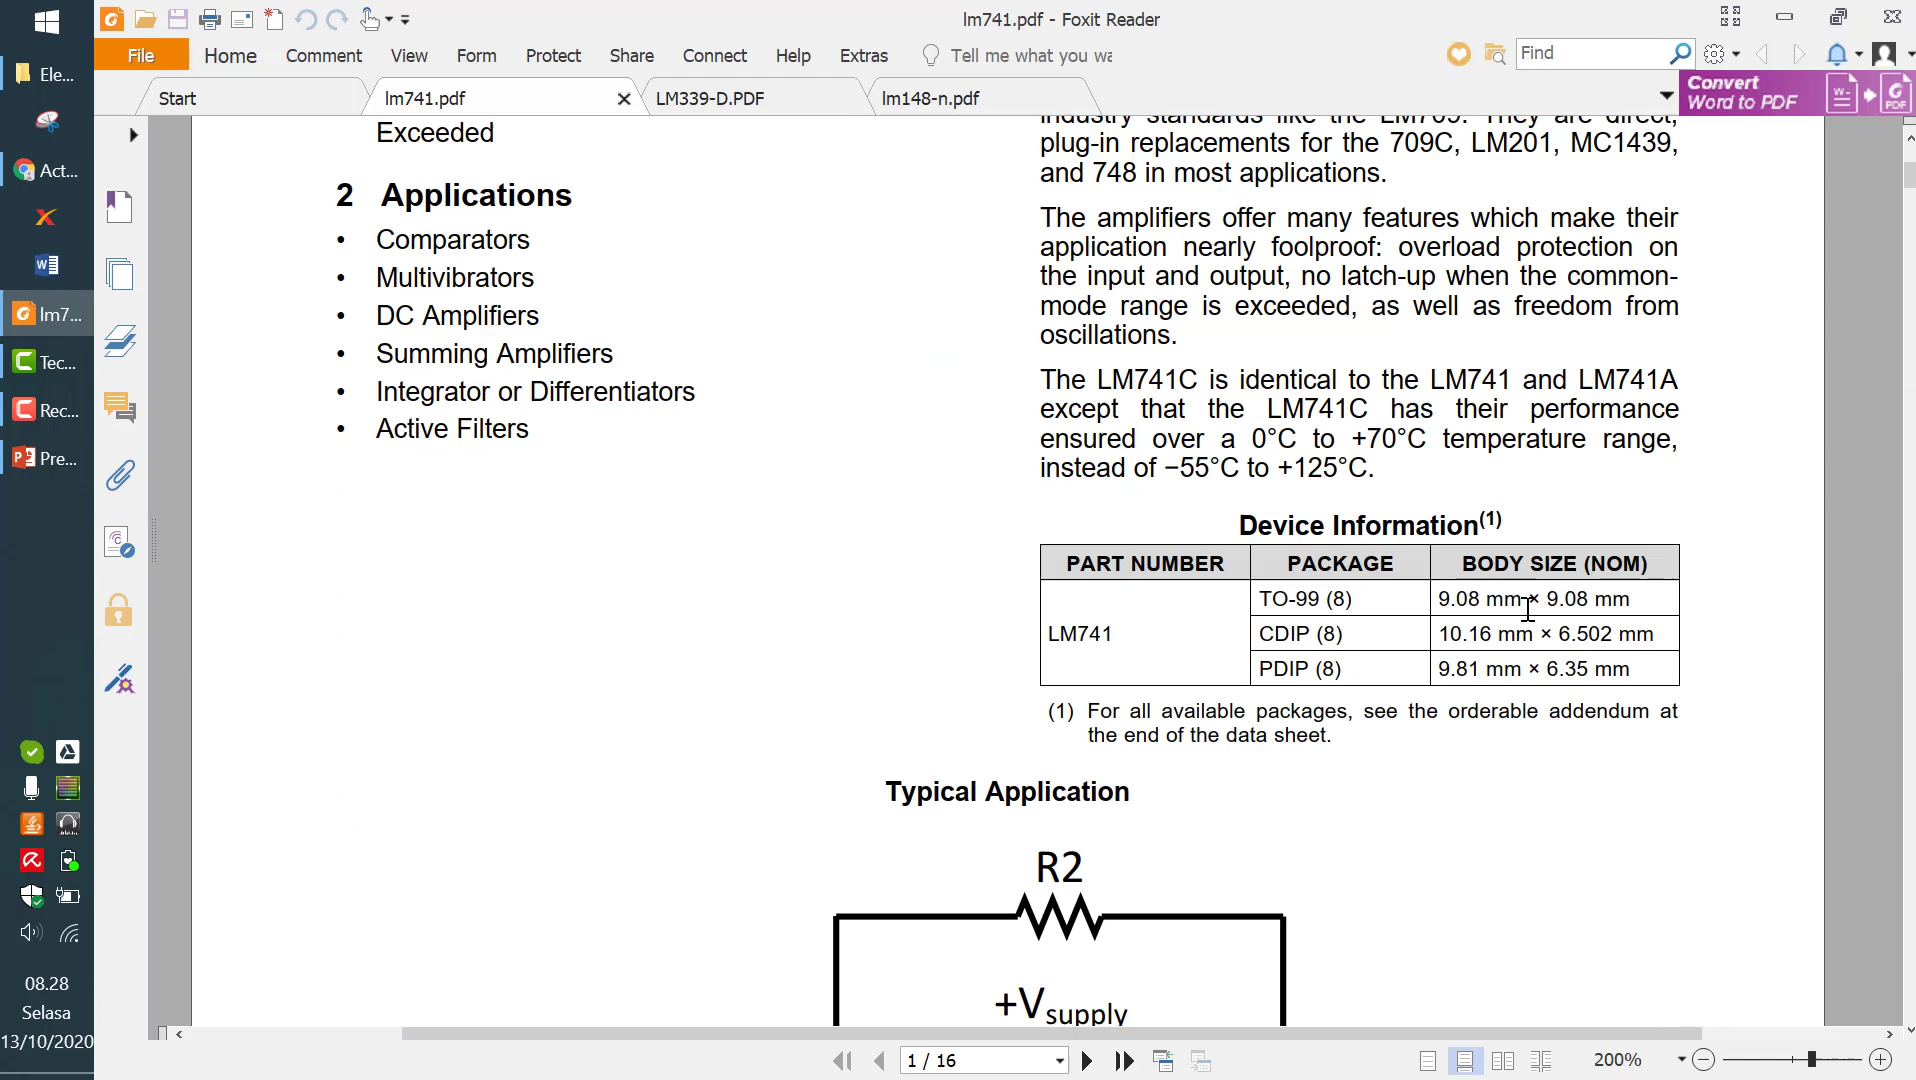 lm741.pdf - Foxit Reader
File
Home
Comment
View
Form
Protect
Share
Connect
Help
Extras
Tell me what you wa
Find
Start
lm741.pdf
LM339-D.PDF
lm148-n.pdf
Convert
Word to PDF
Ele...
Act...
lm7...
Tec...
Rec...
Pre...
08.28
Selasa
13/10/2020
Exceeded
2 Applications
• Comparators
• Multivibrators
• DC Amplifiers
• Summing Amplifiers
• Integrator or Differentiators
• Active Filters
industry standards like the LM709. They are direct,
plug-in replacements for the 709C, LM201, MC1439,
and 748 in most applications.
The amplifiers offer many features which make their
application nearly foolproof: overload protection on
the input and output, no latch-up when the common-
mode range is exceeded, as well as freedom from
oscillations.
The LM741C is identical to the LM741 and LM741A
except that the LM741C has their performance
ensured over a 0°C to +70°C temperature range,
instead of −55°C to +125°C.
Device Information(1)
PART NUMBER PACKAGE BODY SIZE (NOM)
TO-99 (8) 9.08 mm × 9.08 mm
LM741 CDIP (8) 10.16 mm × 6.502 mm
PDIP (8) 9.81 mm × 6.35 mm
(1) For all available packages, see the orderable addendum at
the end of the data sheet.
Typical Application
R2
+Vsupply
1 / 16
200%